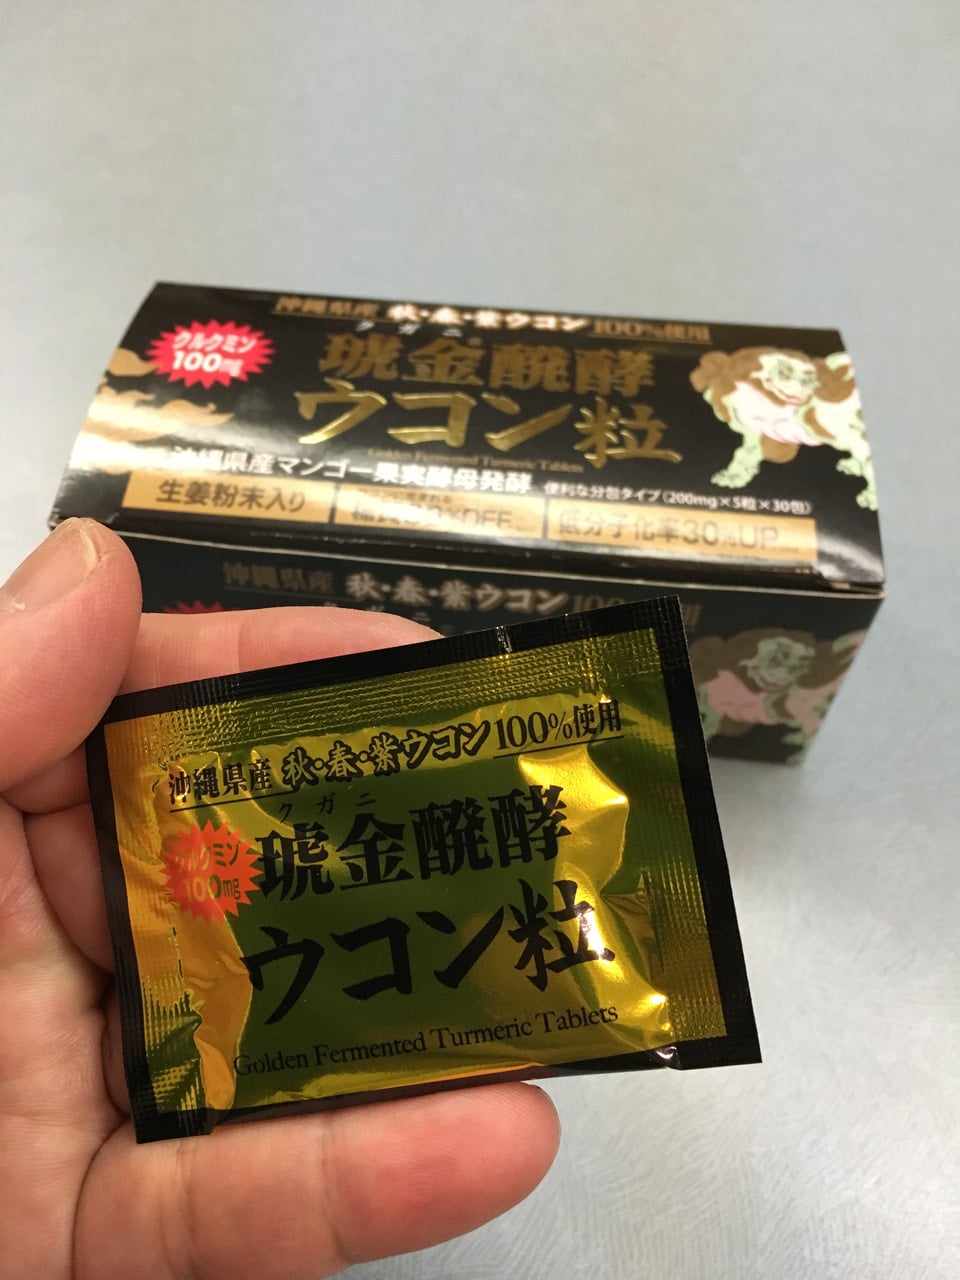 沖縄県産 秋・春・紫ウコン 100%使用
クガニ
琥金醗酵
®
ウコン粒
クルクミン
100mg
Golden Fermented Turmeric Tablets
沖縄県産マンゴー果実酵母発酵
便利な分包タイプ(200mg×5粒×30包)
生姜粉末入り
OFF
低分子化率30%UP
沖縄県産 秋・春・紫ウコン100
沖縄県産 秋・春・紫ウコン 100%使用
クガニ
琥金醗酵
クルクミン
100mg
ウコン粒
Golden Fermented Turmeric Tablets